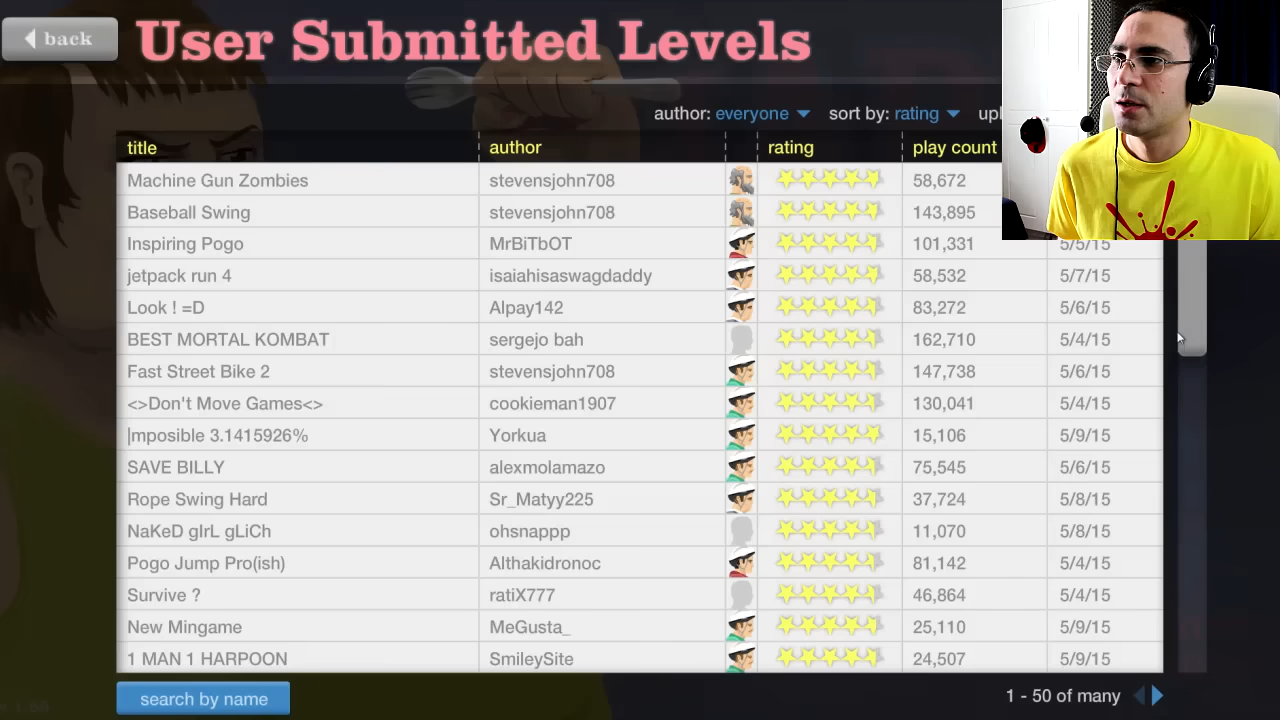 back
User Submitted Levels
author: everyone sort by: rating upl
title author rating play count
Machine Gun Zombies stevensjohn708 58,672
Baseball Swing stevensjohn708 143,895
Inspiring Pogo MrBiTbOT 101,331 5/5/15
jetpack run 4 isaiahisaswagdaddy 58,532 5/7/15
Look ! =D Alpay142 83,272 5/6/15
BEST MORTAL KOMBAT sergejo bah 162,710 5/4/15
Fast Street Bike 2 stevensjohn708 147,738 5/6/15
<>Don't Move Games<> cookieman1907 130,041 5/4/15
|mposible 3.1415926% Yorkua 15,106 5/9/15
SAVE BILLY alexmolamazo 75,545 5/6/15
Rope Swing Hard Sr_Matyy225 37,724 5/8/15
NaKeD gIrL gLiCh ohsnappp 11,070 5/8/15
Pogo Jump Pro(ish) Althakidronoc 81,142 5/4/15
Survive ? ratiX777 46,864 5/4/15
New Mingame MeGusta_ 25,110 5/9/15
1 MAN 1 HARPOON SmileySite 24,507 5/9/15
search by name 1 - 50 of many